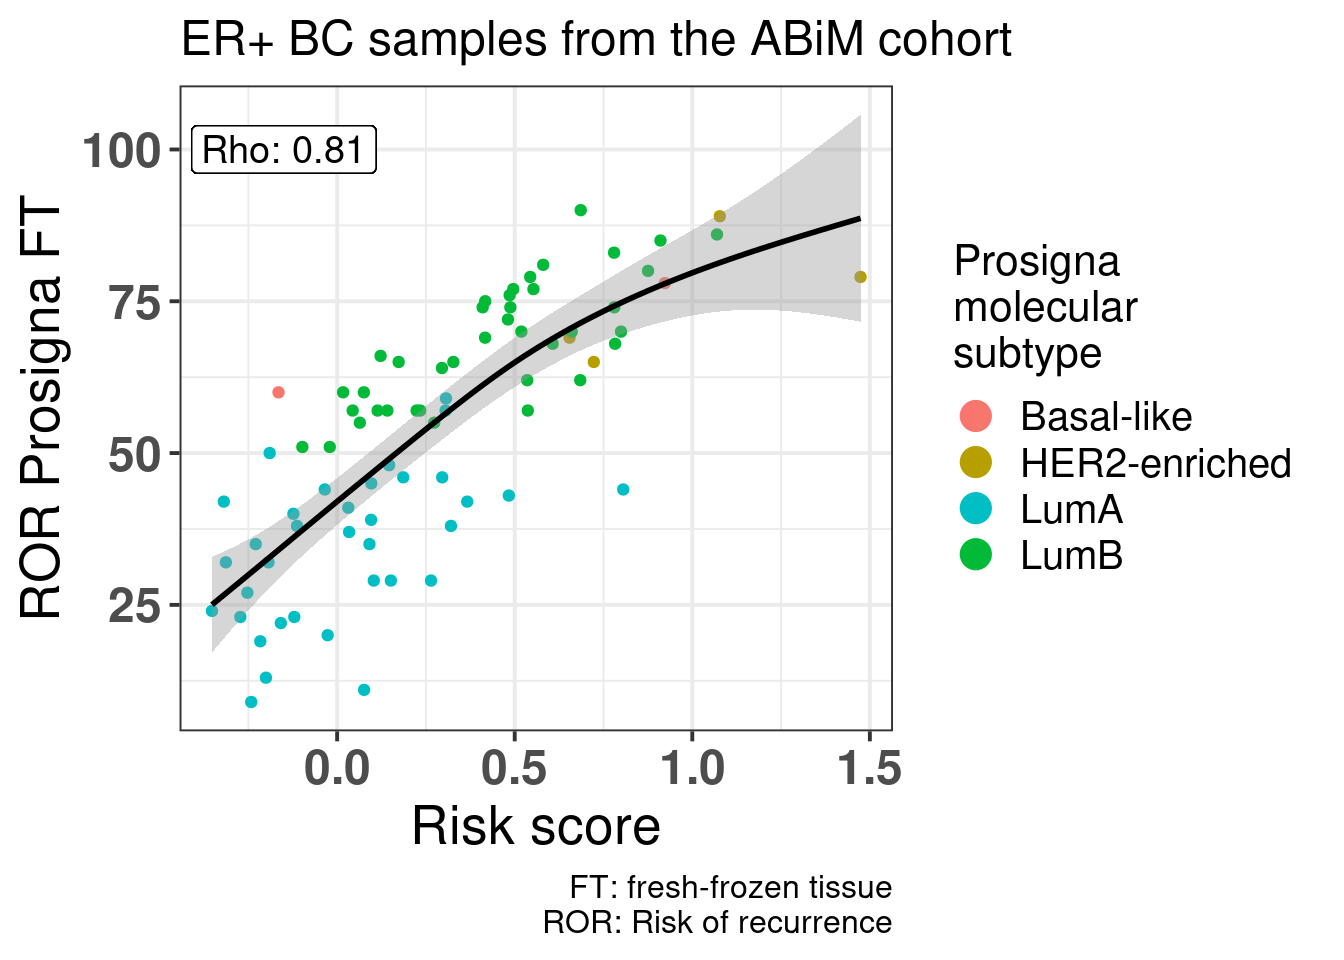 ER+ BC samples from the ABiM cohort
Rho: 0.81
ROR Prosigna FT
100
75
50
25
0.0 0.5 1.0 1.5
Risk score
Prosigna
molecular
subtype
Basal-like
HER2-enriched
LumA
LumB
FT: fresh-frozen tissue
ROR: Risk of recurrence